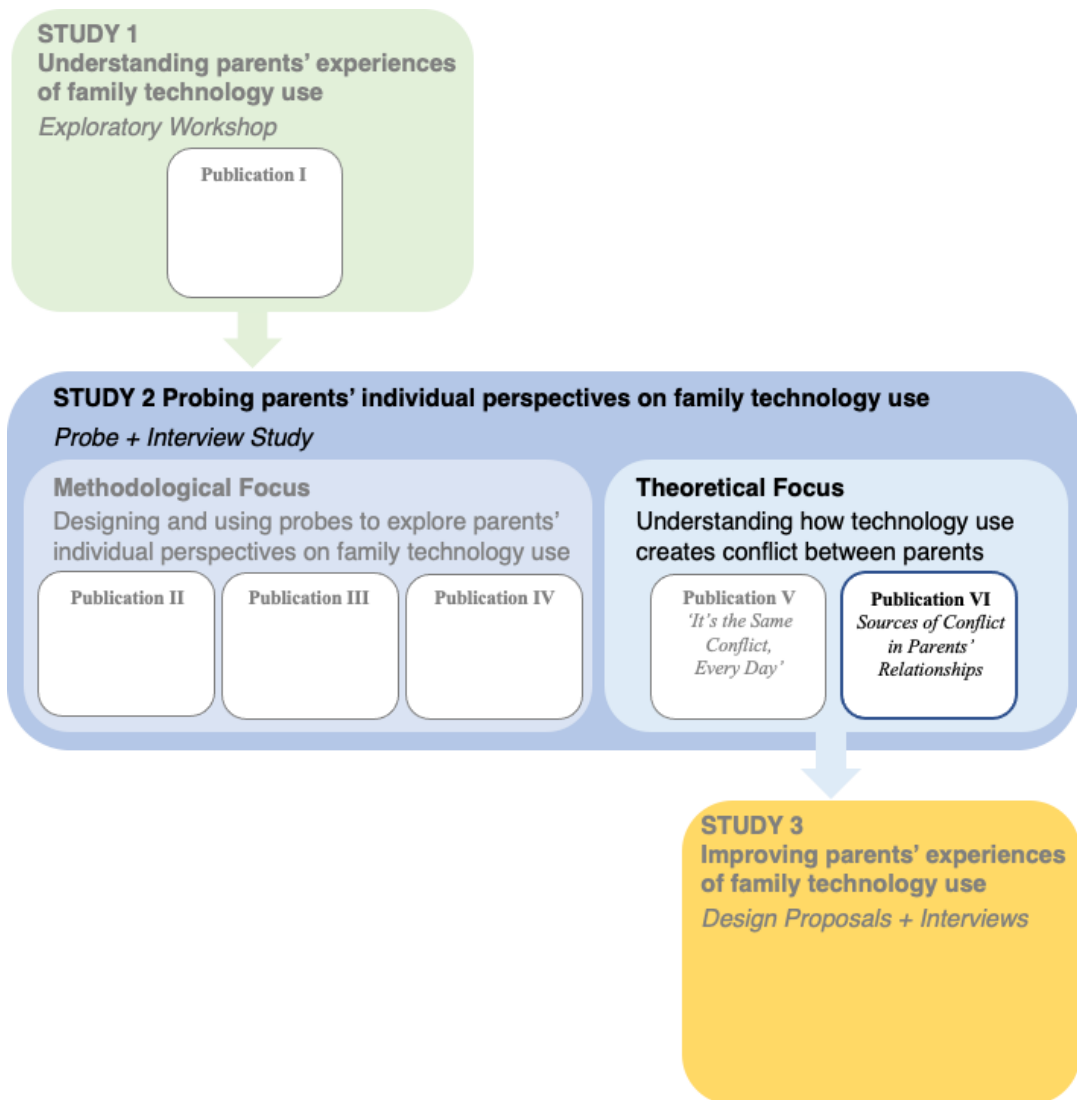 STUDY 1
Understanding parents’ experiences
of family technology use
Exploratory Workshop
Publication I
STUDY 2 Probing parents’ individual perspectives on family technology use
Probe + Interview Study
Methodological Focus
Designing and using probes to explore parents’
individual perspectives on family technology use
Publication II
Publication III
Publication IV
Theoretical Focus
Understanding how technology use
creates conflict between parents
Publication V
‘It’s the Same
Conflict,
Every Day’
Publication VI
Sources of Conflict
in Parents’
Relationships
STUDY 3
Improving parents’ experiences
of family technology use
Design Proposals + Interviews